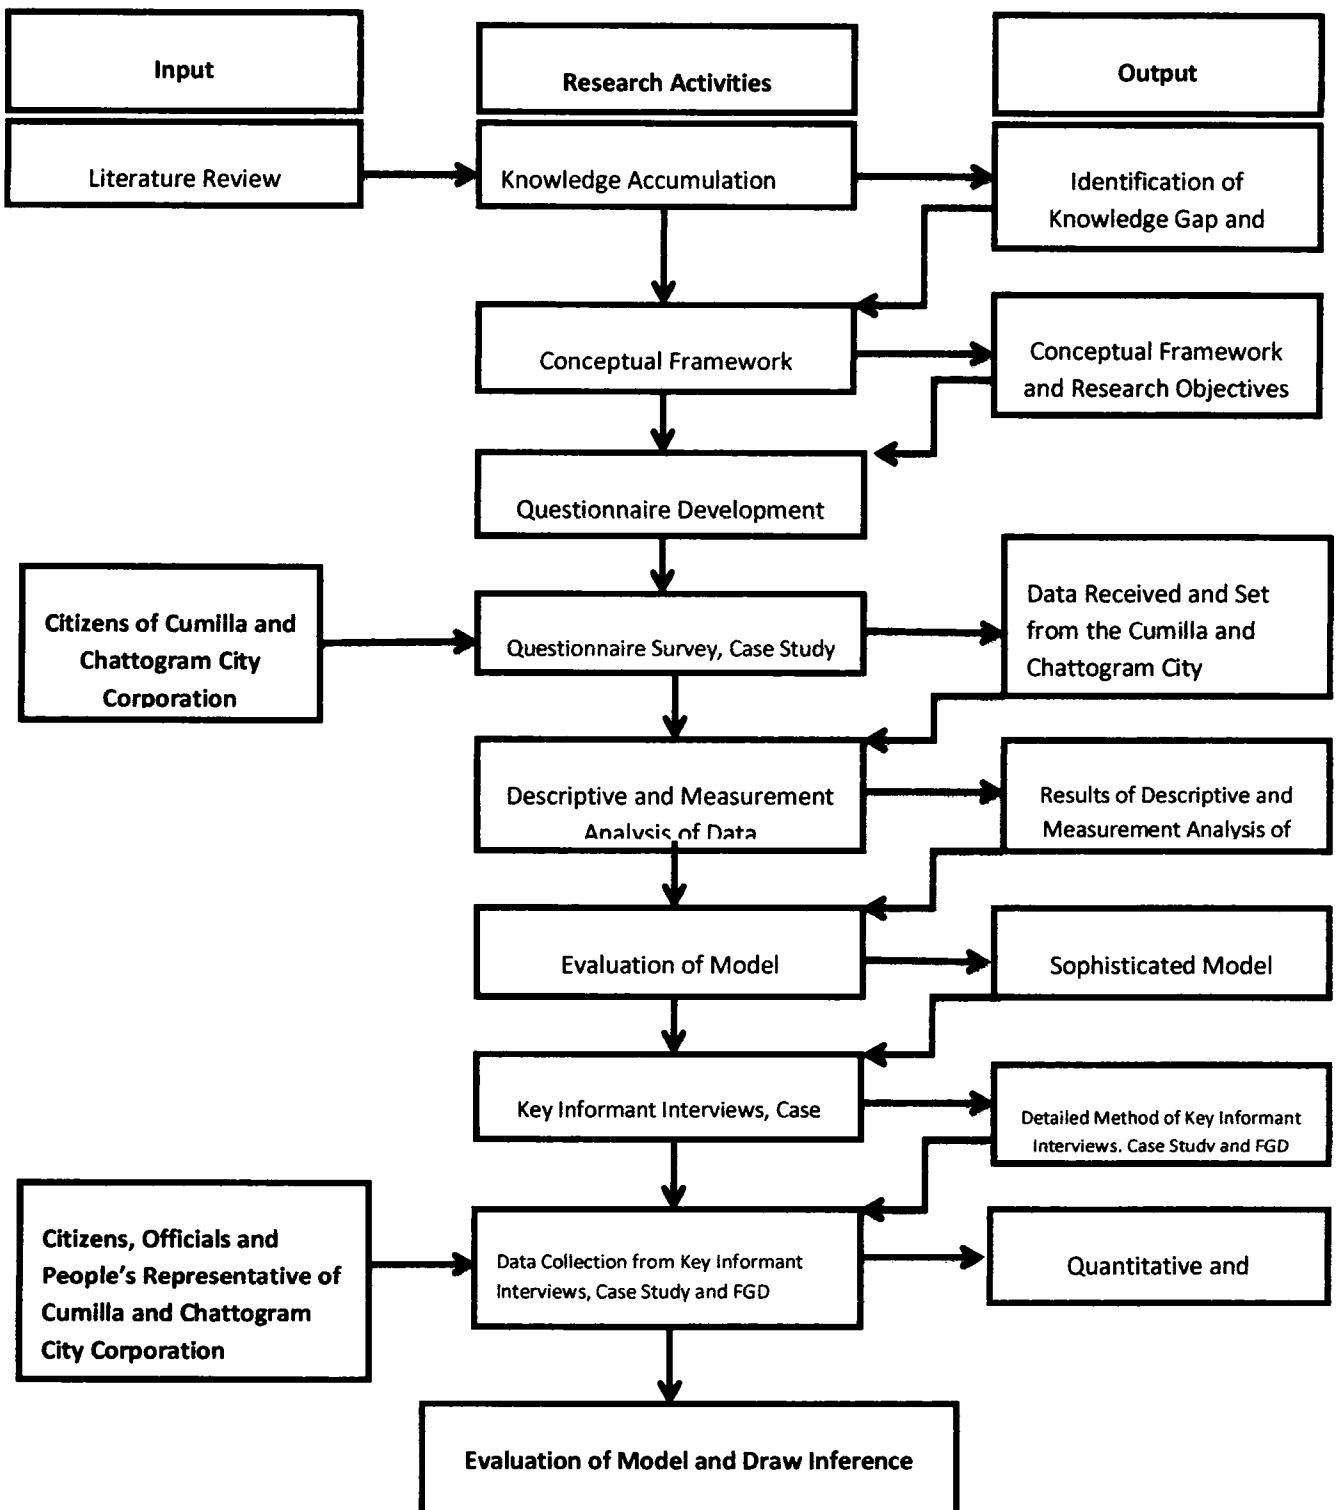 Input
Research Activities
Output
Literature Review
Knowledge Accumulation
Identification of
Knowledge Gap and
Conceptual Framework
Conceptual Framework
and Research Objectives
Questionnaire Development
Citizens of Cumilla and
Chattogram City
Corporation
Questionnaire Survey, Case Study
Data Received and Set
from the Cumilla and
Chattogram City
Descriptive and Measurement
Analysis of Data
Results of Descriptive and
Measurement Analysis of
Evaluation of Model
Sophisticated Model
Key Informant Interviews, Case
Detailed Method of Key Informant
Interviews, Case Study and FGD
Citizens, Officials and
People's Representative of
Cumilla and Chattogram
City Corporation
Data Collection from Key Informant
Interviews, Case Study and FGD
Quantitative and
Evaluation of Model and Draw Inference